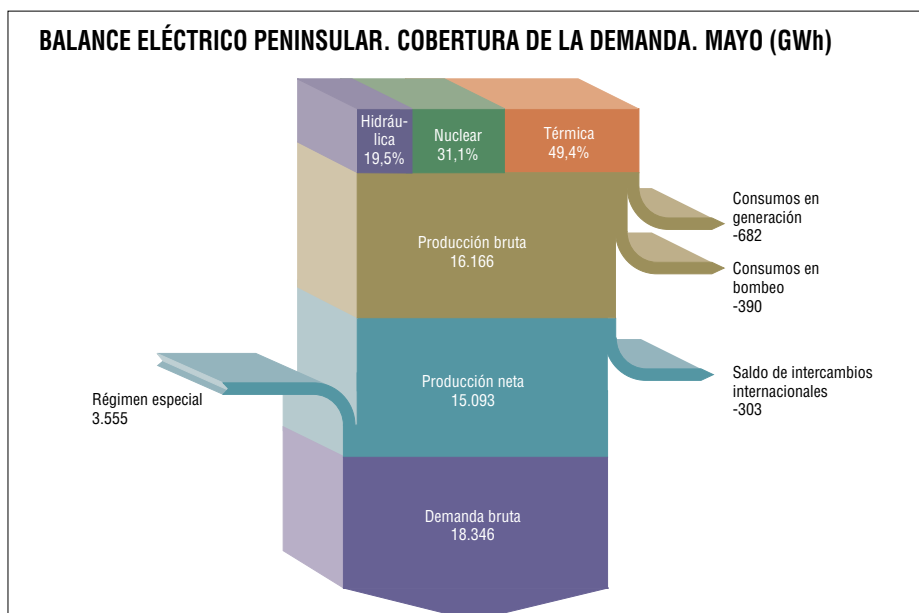 BALANCE ELÉCTRICO PENINSULAR. COBERTURA DE LA DEMANDA. MAYO (GWh)
Hidráu-
lica
19,5%
Nuclear
31,1%
Térmica
49,4%
Consumos en
generación
-682
Producción bruta
16.166
Consumos en
bombeo
-390
Saldo de intercambios
internacionales
-303
Producción neta
15.093
Régimen especial
3.555
Demanda bruta
18.346